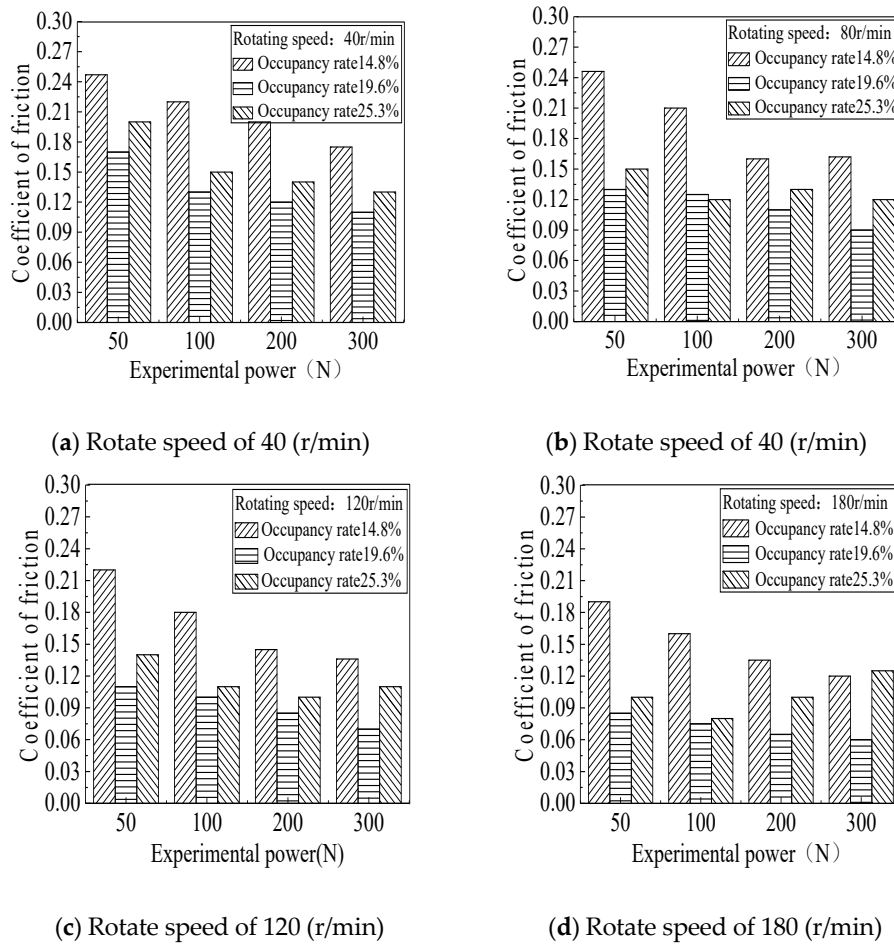 0.30
0.27
0.24
0.21
0.18
0.15
0.12
0.09
0.06
0.03
0.00
Coefficient of friction
Rotating speed：40r/min
Occupancy rate14.8%
Occupancy rate19.6%
Occupancy rate25.3%
50 100 200 300
Experimental power（N）
(a) Rotate speed of 40 (r/min)
0.30
0.27
0.24
0.21
0.18
0.15
0.12
0.09
0.06
0.03
0.00
Coefficient of friction
Rotating speed：80r/min
Occupancy rate14.8%
Occupancy rate19.6%
Occupancy rate25.3%
50 100 200 300
Experimental power（N）
(b) Rotate speed of 40 (r/min)
0.30
0.27
0.24
0.21
0.18
0.15
0.12
0.09
0.06
0.03
0.00
Coefficient of friction
Rotating speed：120r/min
Occupancy rate14.8%
Occupancy rate19.6%
Occupancy rate25.3%
50 100 200 300
Experimental power(N)
(c) Rotate speed of 120 (r/min)
0.30
0.27
0.24
0.21
0.18
0.15
0.12
0.09
0.06
0.03
0.00
Coefficient of friction
Rotating speed：180r/min
Occupancy rate14.8%
Occupancy rate19.6%
Occupancy rate25.3%
50 100 200 300
Experimental power（N）
(d) Rotate speed of 180 (r/min)